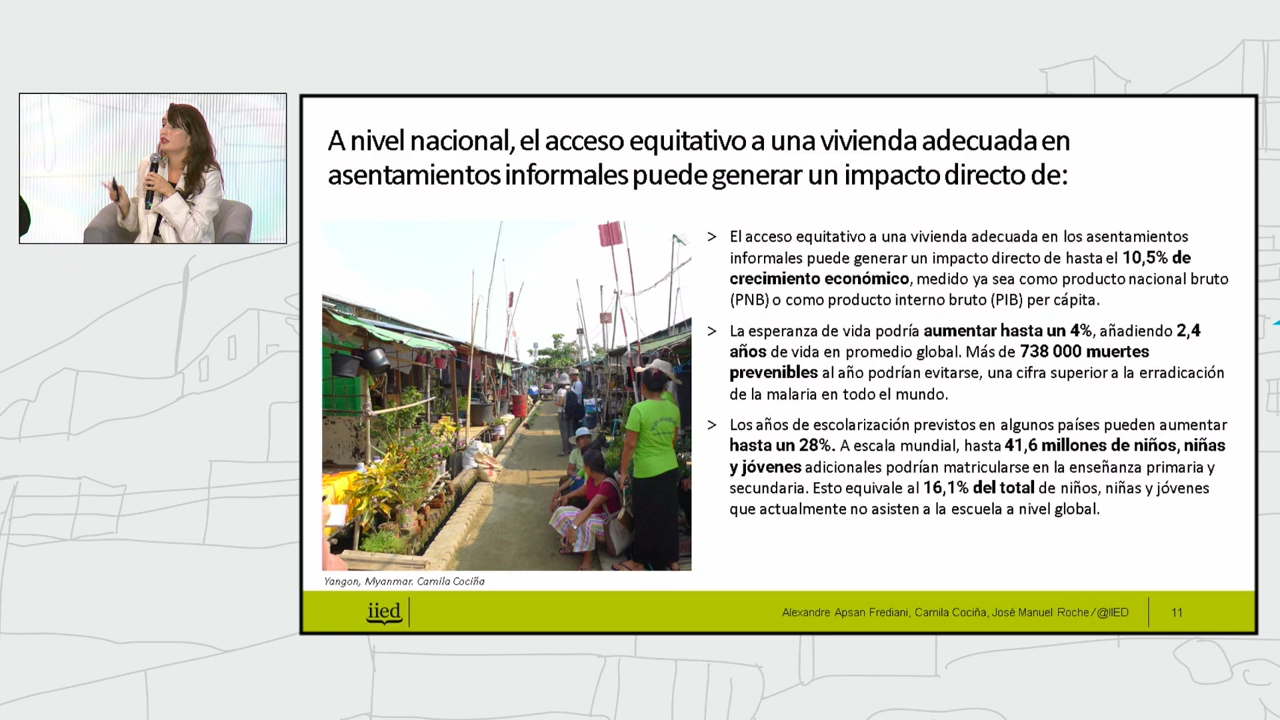 A nivel nacional, el acceso equitativo a una vivienda adecuada en
asentamientos informales puede generar un impacto directo de:
> El acceso equitativo a una vivienda adecuada en los asentamientos
informales puede generar un impacto directo de hasta el 10,5% de
crecimiento económico, medido ya sea como producto nacional bruto
(PNB) o como producto interno bruto (PIB) per cápita.
> La esperanza de vida podría aumentar hasta un 4%, añadiendo 2,4
años de vida en promedio global. Más de 738 000 muertes
prevenibles al año podrían evitarse, una cifra superior a la erradicación
de la malaria en todo el mundo.
> Los años de escolarización previstos en algunos países pueden aumentar
hasta un 28%. A escala mundial, hasta 41,6 millones de niños, niñas
y jóvenes adicionales podrían matricularse en la enseñanza primaria y
secundaria. Esto equivale al 16,1% del total de niños, niñas y jóvenes
que actualmente no asisten a la escuela a nivel global.
Yangon, Myanmar. Camila Cociña
iied
Alexandre Apsan Frediani, Camila Cociña, José Manuel Roche/@IIED
11